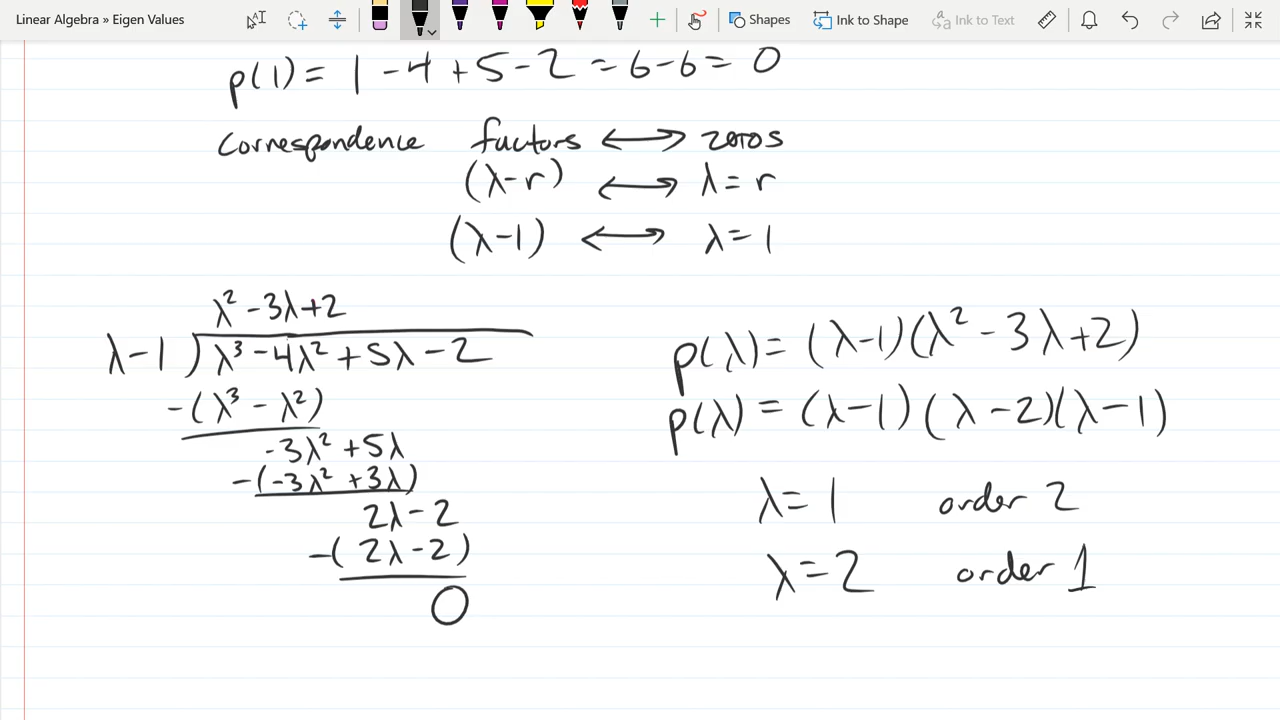 Linear Algebra » Eigen Values
Shapes Ink to Shape Ink to Text
p(1) = 1 - 4 + 5 - 2 = 6 - 6 = 0
Correspondence factors ⟷ zeros
(λ-r) ⟷ λ = r
(λ-1) ⟷ λ = 1
λ² - 3λ + 2
λ-1 ) λ³ - 4λ² + 5λ - 2
-(λ³ - λ²)
-3λ² + 5λ
-(-3λ² + 3λ)
2λ - 2
-(2λ - 2)
0
p(λ) = (λ-1)(λ² - 3λ + 2)
p(λ) = (λ-1)(λ-2)(λ-1)
λ = 1 order 2
λ = 2 order 1